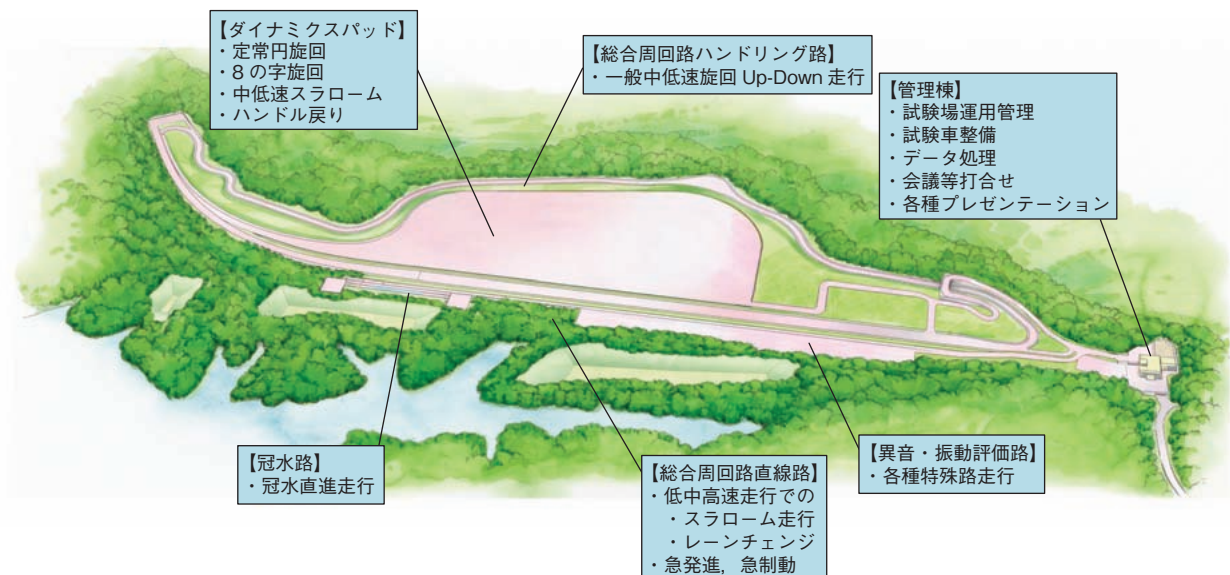 【ダイナミクスパッド】
・定常円旋回
・8の字旋回
・中低速スラローム
・ハンドル戻り
【総合周回路ハンドリング路】
・一般中低速旋回 Up-Down 走行
【管理棟】
・試験場運用管理
・試験車整備
・データ処理
・会議等打合せ
・各種プレゼンテーション
【冠水路】
・冠水直進走行
【総合周回路直線路】
・低中高速走行での
・スラローム走行
・レーンチェンジ
・急発進，急制動
【異音・振動評価路】
・各種特殊路走行